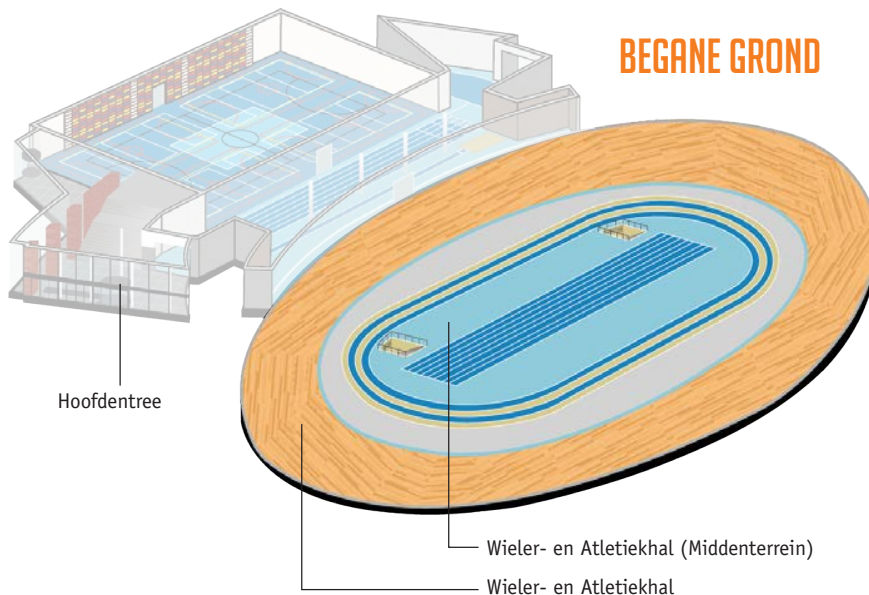 BEGANE GROND
Hoofdentree
Wieler- en Atletiekhal (Middenterrein)
Wieler- en Atletiekhal